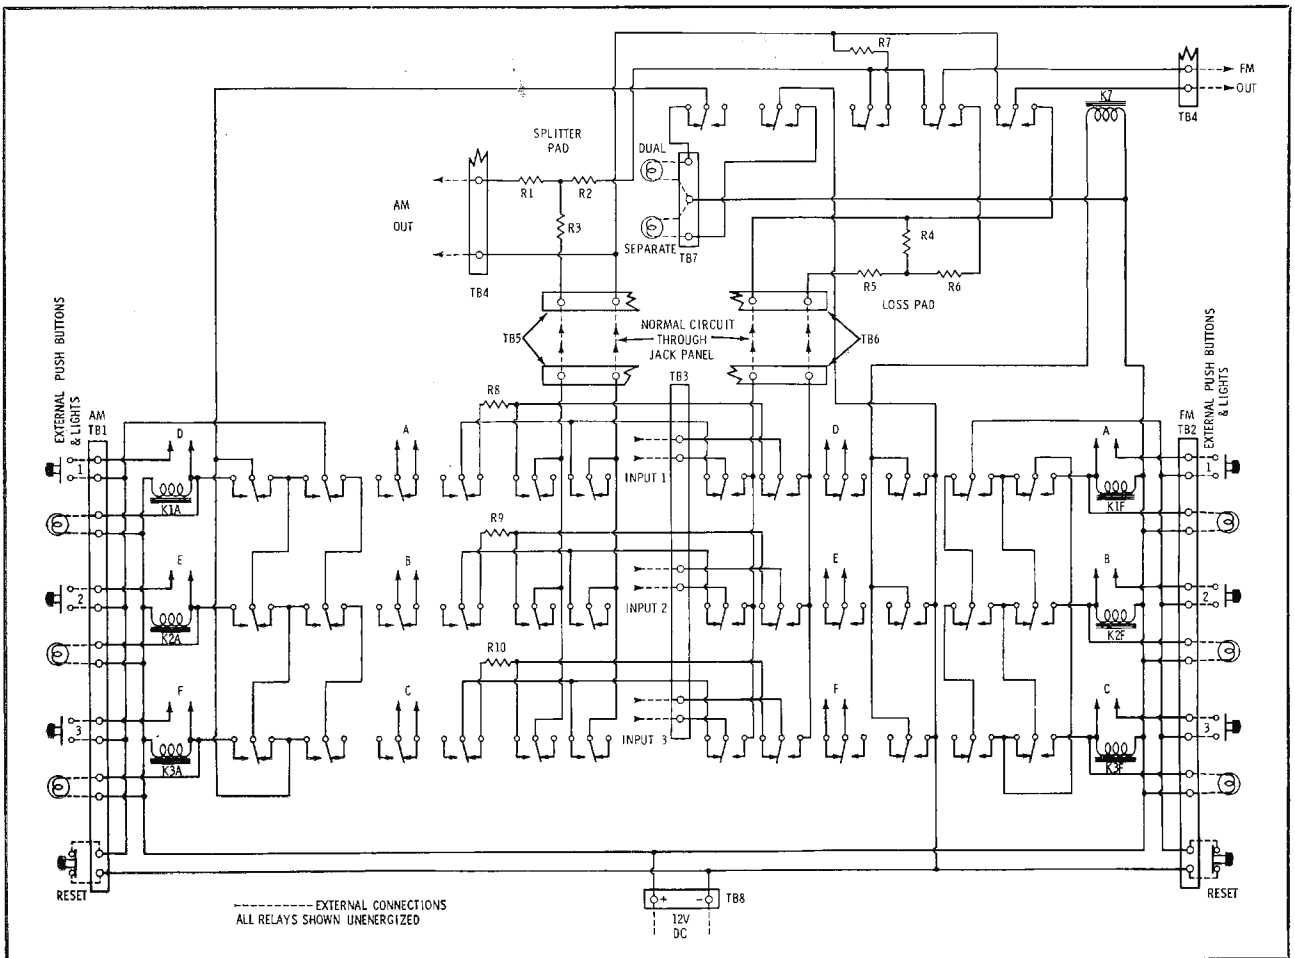 R7
FM
OUT
K7
TB4
SPLITTER
PAD
DUAL
R1
R2
AM
OUT
R3
R4
SEPARATE
TB7
TB4
R5
R6
LOSS PAD
EXTERNAL PUSH BUTTONS
& LIGHTS
TB5
NORMAL CIRCUIT
THROUGH
JACK PANEL
TB6
EXTERNAL PUSH BUTTONS
& LIGHTS
TB3
R8
AM
TB1
D
A
D
A
FM
TB2
1
INPUT 1
1
K1A
K1F
R9
E
B
E
B
2
INPUT 2
2
K2A
K2F
R10
F
C
F
C
3
INPUT 3
3
K3A
K3F
RESET
RESET
+
-
TB8
12V
DC
EXTERNAL CONNECTIONS
ALL RELAYS SHOWN UNENERGIZED